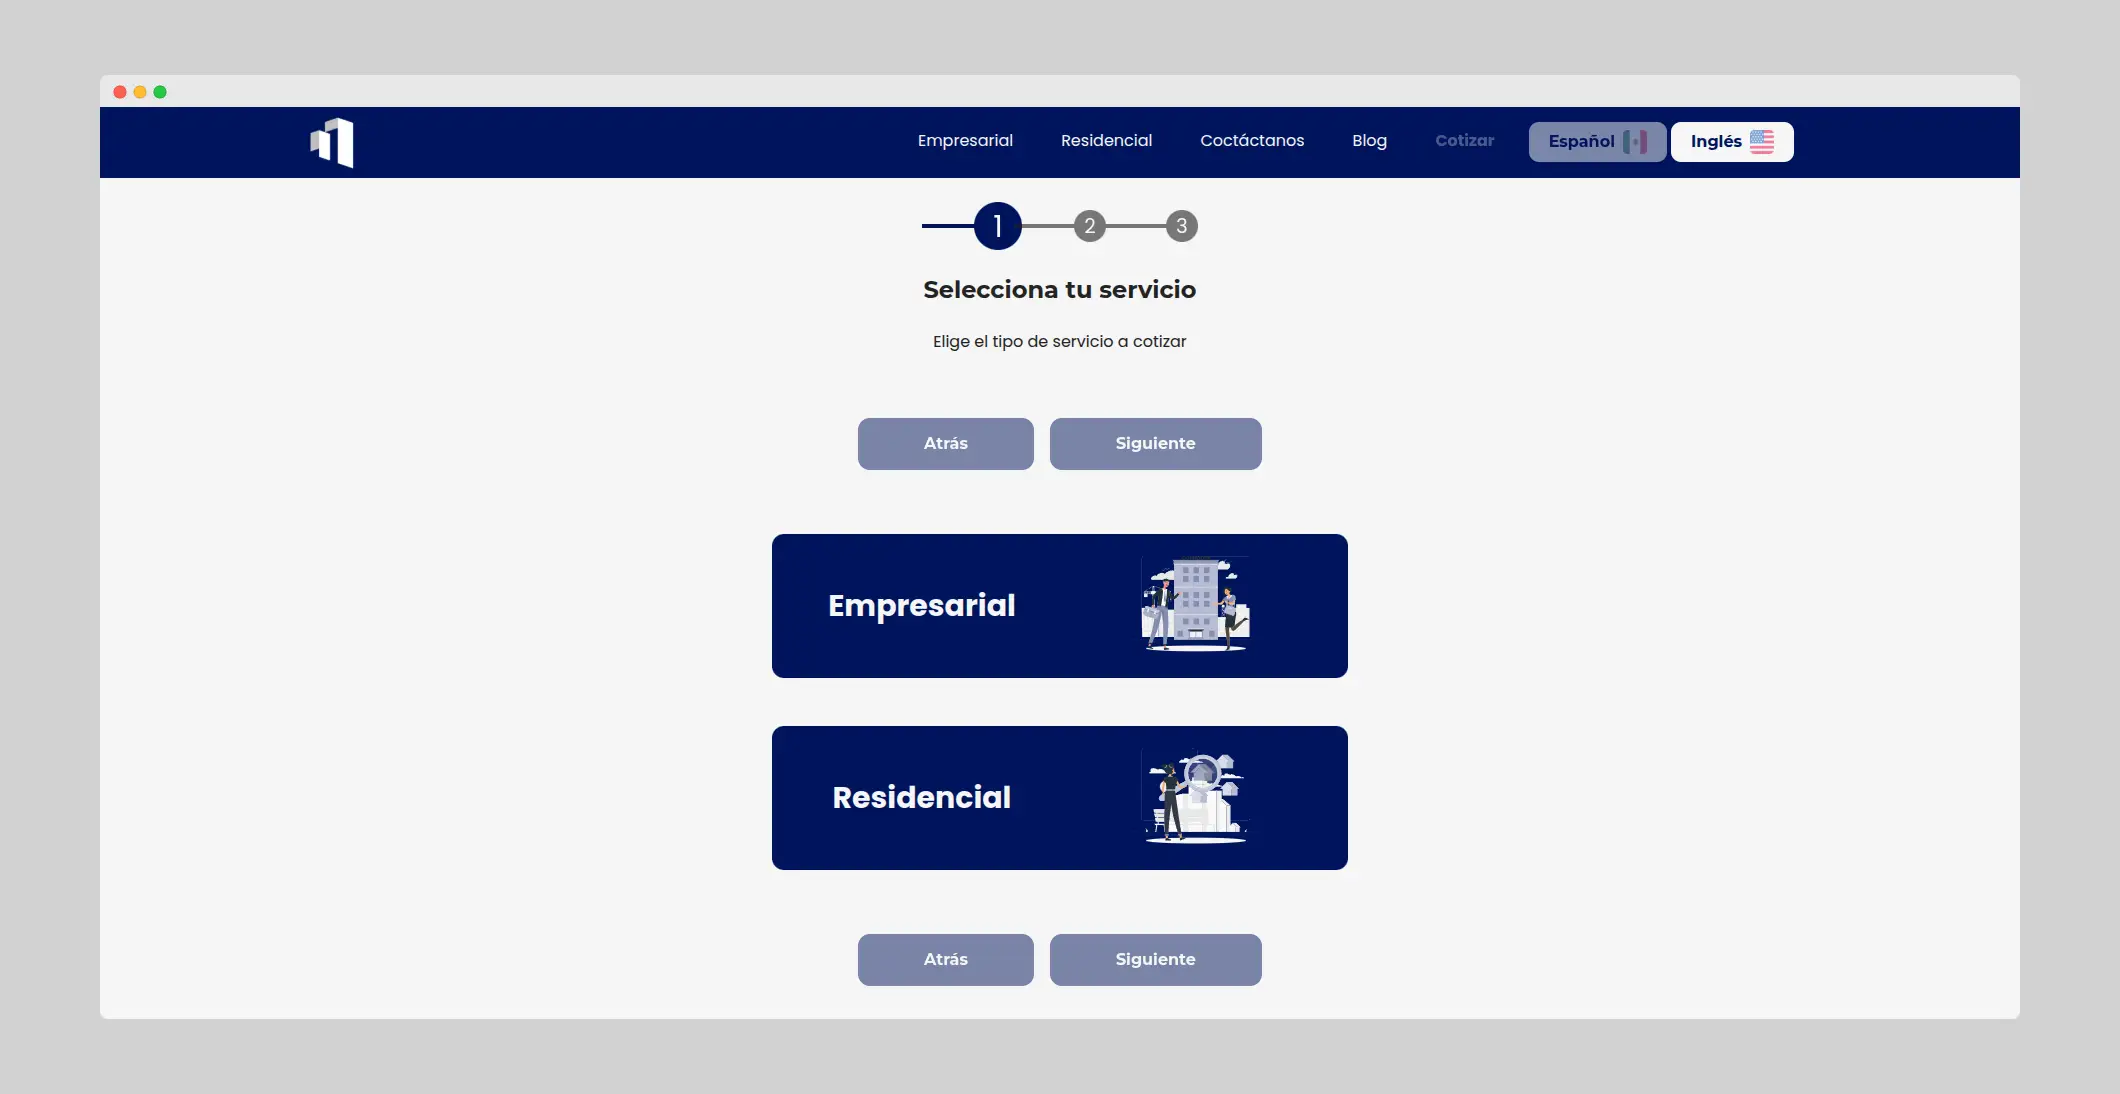 Empresarial Residencial Coctáctanos Blog Cotizar Español Inglés
1 2 3
Selecciona tu servicio
Elige el tipo de servicio a cotizar
Atrás Siguiente
Empresarial
Residencial
Atrás Siguiente